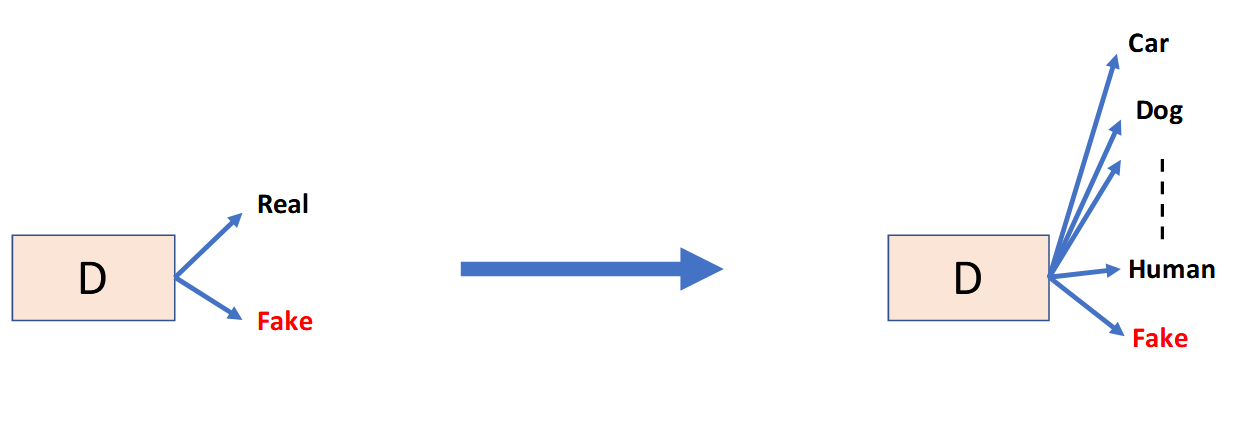 D
Real
Fake
D
Car
Dog
Human
Fake